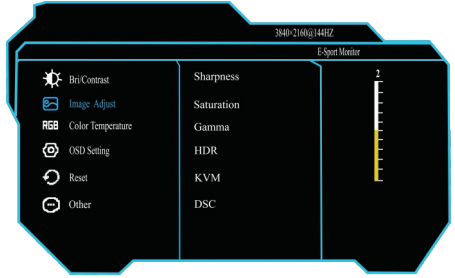 3840×2160@144HZ
E-Sport Monitor
Bri/Contrast
Image Adjust
RGB Color Temperature
OSD Setting
Reset
Other
Sharpness
Saturation
Gamma
HDR
KVM
DSC
2